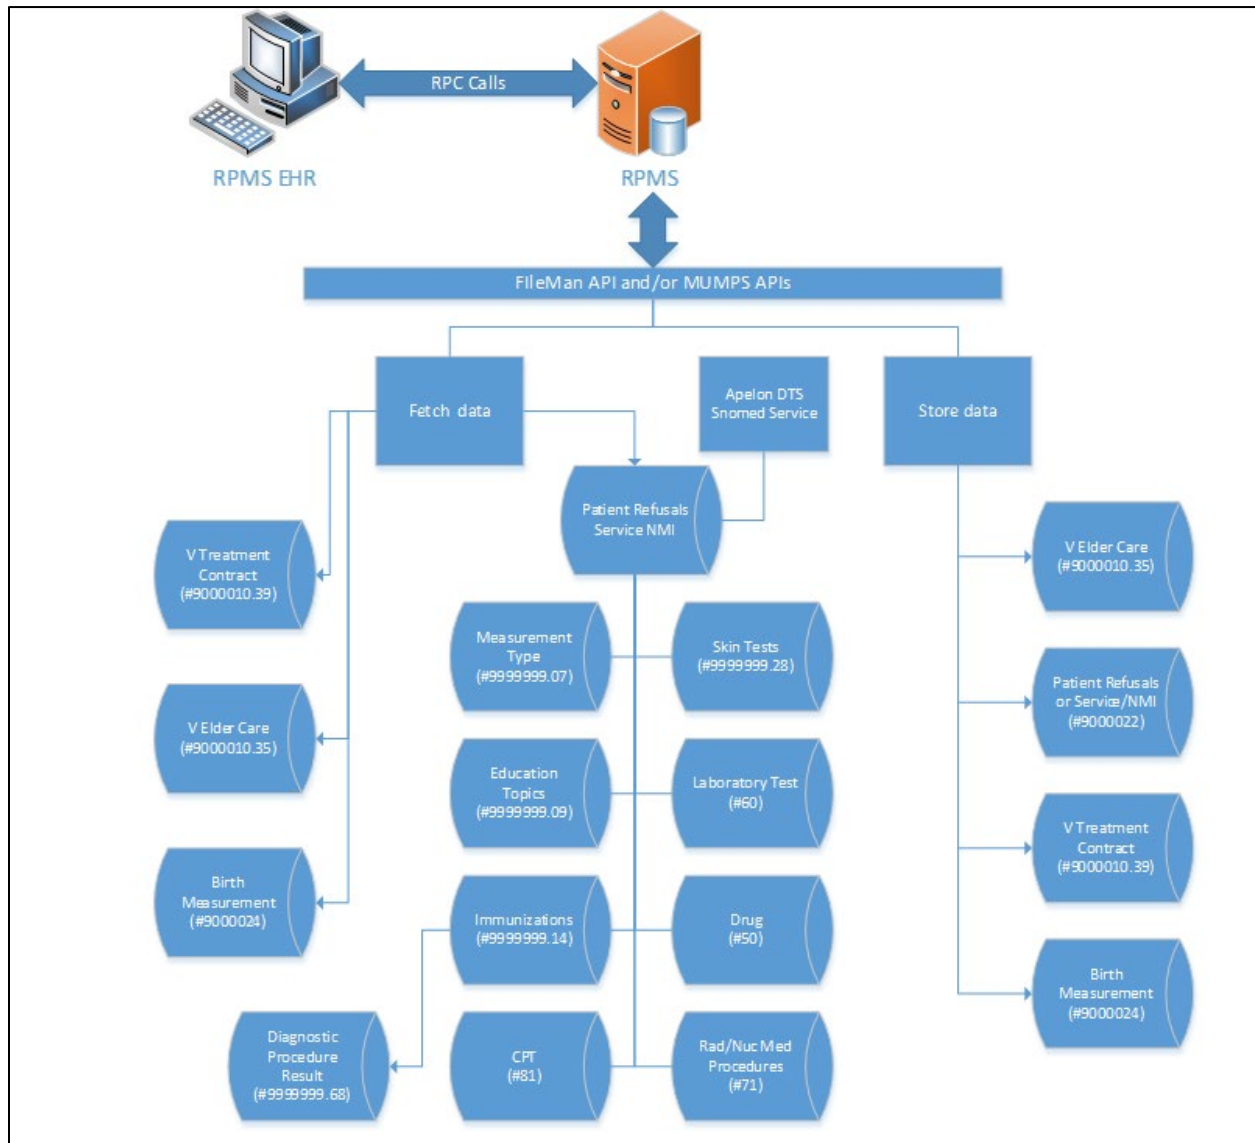 RPC Calls
RPMS EHR
RPMS
FileMan API and/or MUMPS APIs
Fetch data
Apelon DTS
Snomed Service
Store data
Patient Refusals
Service NMI
V Treatment
Contract
(#9000010.39)
V Elder Care
(#9000010.35)
Birth
Measurement
(#9000024)
Measurement
Type
(#9999999.07)
Skin Tests
(#9999999.28)
Education
Topics
(#9999999.09)
Laboratory Test
(#60)
Immunizations
(#9999999.14)
Drug
(#50)
Diagnostic
Procedure
Result
(#9999999.68)
CPT
(#81)
Rad/Nuc Med
Procedures
(#71)
V Elder Care
(#9000010.35)
Patient Refusals
or Service/NMI
(#9000022)
V Treatment
Contract
(#9000010.39)
Birth
Measurement
(#9000024)